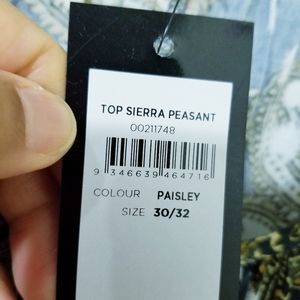 TOP SIERRA PEASANT
00211748
9 346639 464716
COLOUR PAISLEY
SIZE 30/32